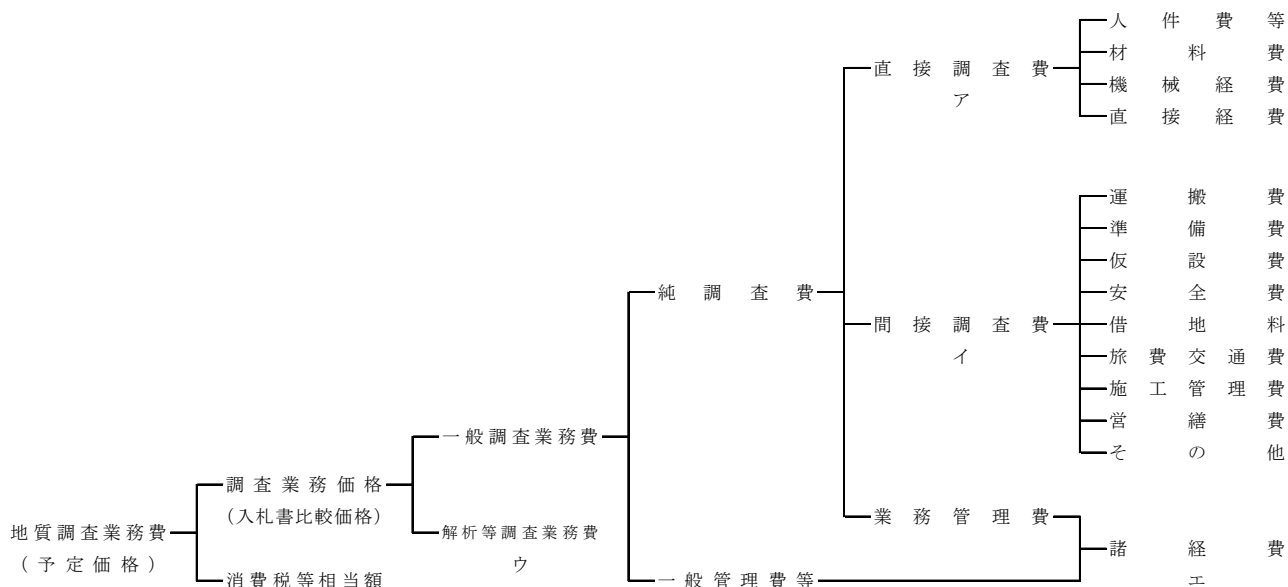 人件費等
材料費
直接調査費
機械経費
ア
直接経費
運搬費
準備費
仮設費
純調査費
安全費
間接調査費
借地料
イ
旅費交通費
施工管理費
営繕費
一般調査業務費
その他
調査業務価格
(入札書比較価格)
業務管理費
地質調査業務費
解析等調査業務費
諸経費
(予定価格)
ウ
消費税等相当額
一般管理費等
エ